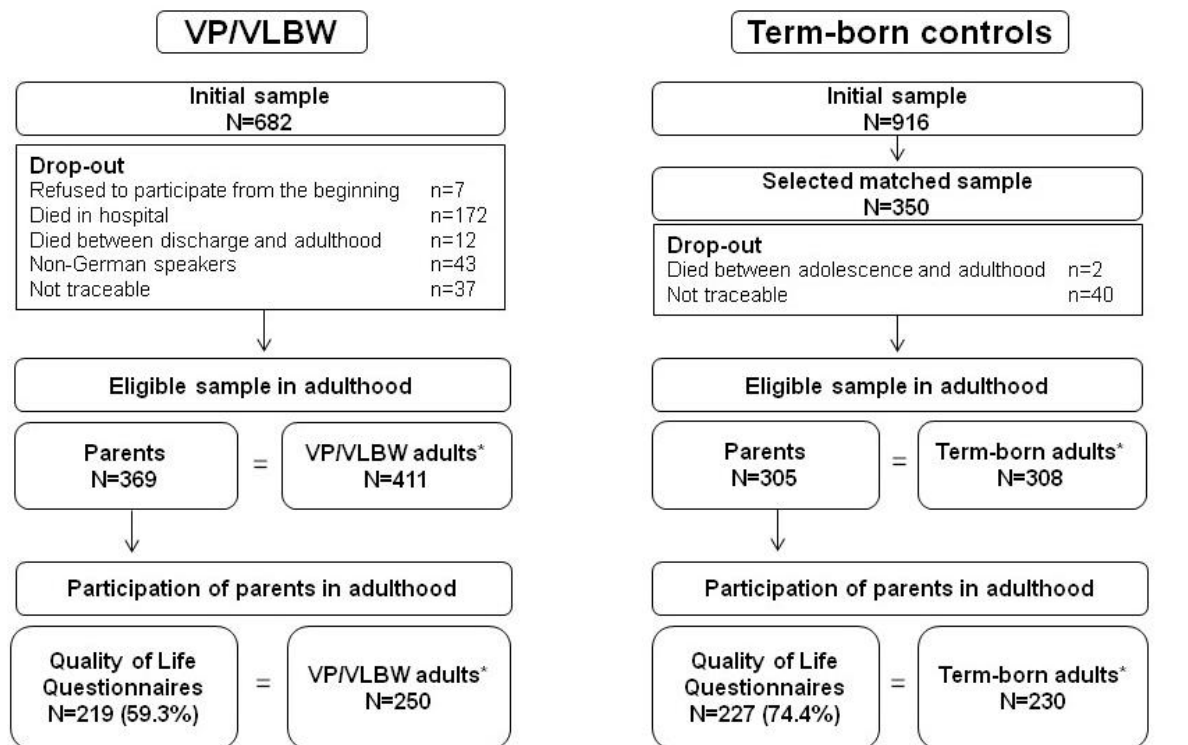 VP/VLBW
Initial sample
N=682
Drop-out
Refused to participate from the beginning n=7
Died in hospital n=172
Died between discharge and adulthood n=12
Non-German speakers n=43
Not traceable n=37
Eligible sample in adulthood
Parents
N=369
=
VP/VLBW adults*
N=411
Participation of parents in adulthood
Quality of Life
Questionnaires
N=219 (59.3%)
=
VP/VLBW adults*
N=250
Term-born controls
Initial sample
N=916
Selected matched sample
N=350
Drop-out
Died between adolescence and adulthood n=2
Not traceable n=40
Eligible sample in adulthood
Parents
N=305
=
Term-born adults*
N=308
Participation of parents in adulthood
Quality of Life
Questionnaires
N=227 (74.4%)
=
Term-born adults*
N=230